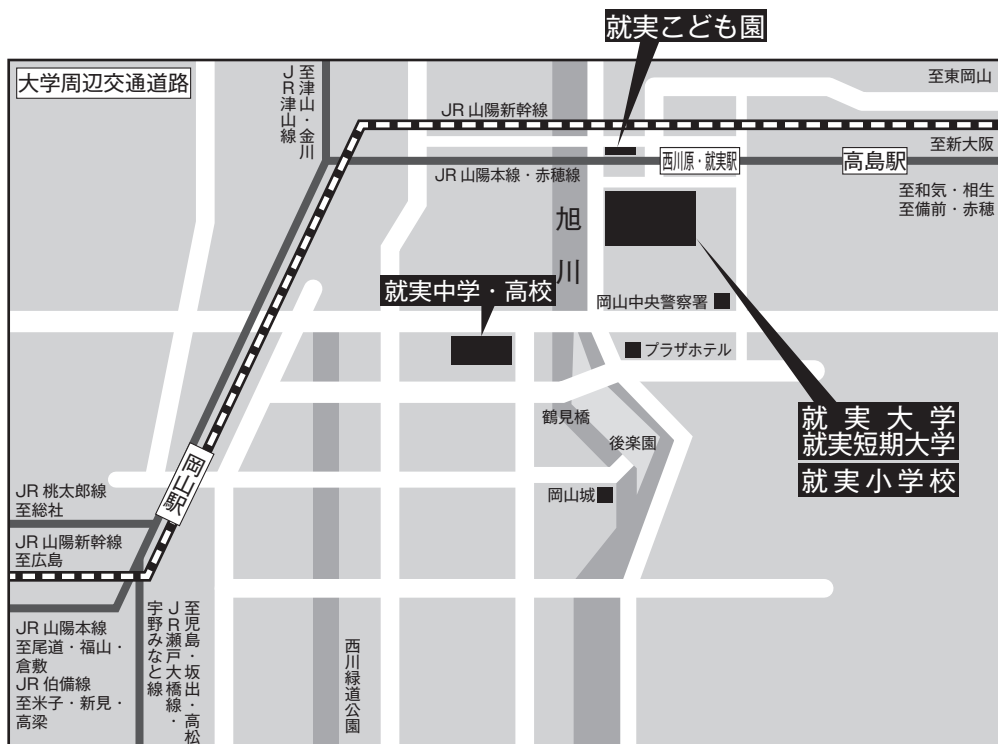 就実こども園
大学周辺交通道路
至津山・金川
JR津山線
JR 山陽新幹線
至東岡山
至新大阪
JR 山陽本線・赤穂線
西川原・就実駅
高島駅
至和気・相生
至備前・赤穂
旭川
就実中学・高校
岡山中央警察署
プラザホテル
鶴見橋
後楽園
就実大学
就実短期大学
就実小学校
岡山駅
岡山城
JR 桃太郎線
至総社
JR 山陽新幹線
至広島
JR 山陽本線
至尾道・福山・
倉敷
JR 伯備線
至米子・新見・
高梁
至児島・坂出・高松
JR瀬戸大橋線・
宇野みなと線
西川緑道公園